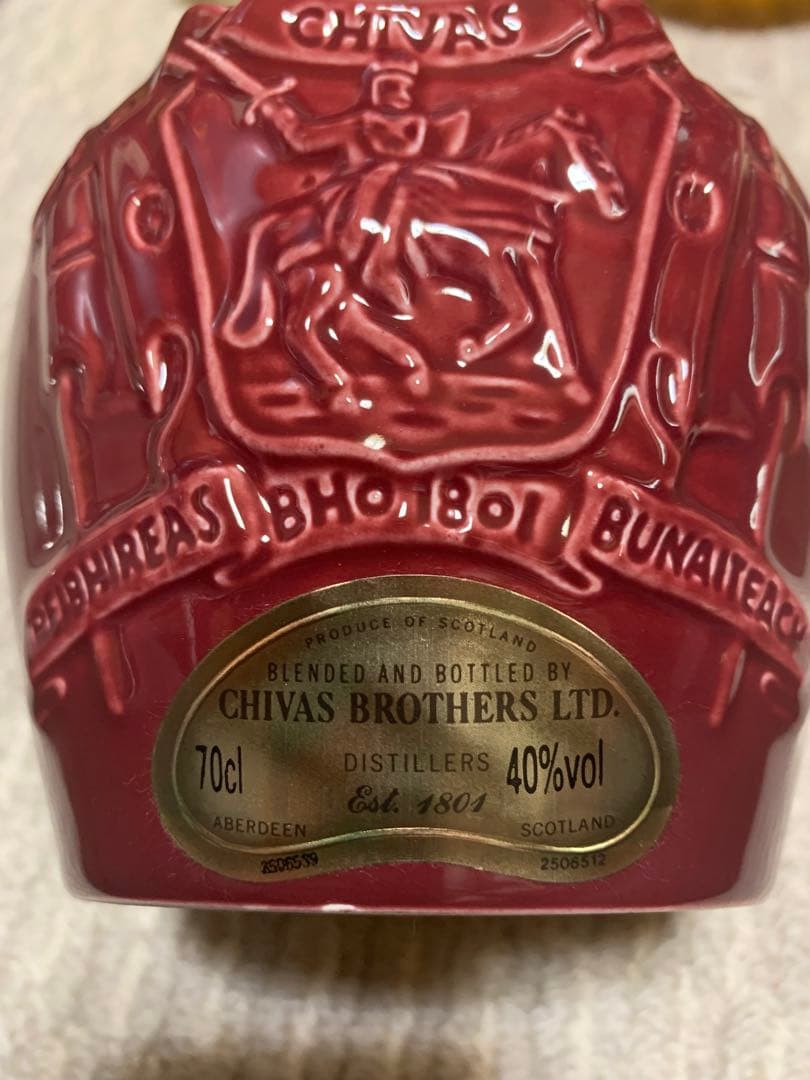 CHIVAS
REIBHIREAS BHO 1801 BUNAITEACH
PRODUCE OF SCOTLAND
BLENDED AND BOTTLED BY
CHIVAS BROTHERS LTD.
70cl DISTILLERS 40%vol
Est. 1801
ABERDEEN SCOTLAND
2506512